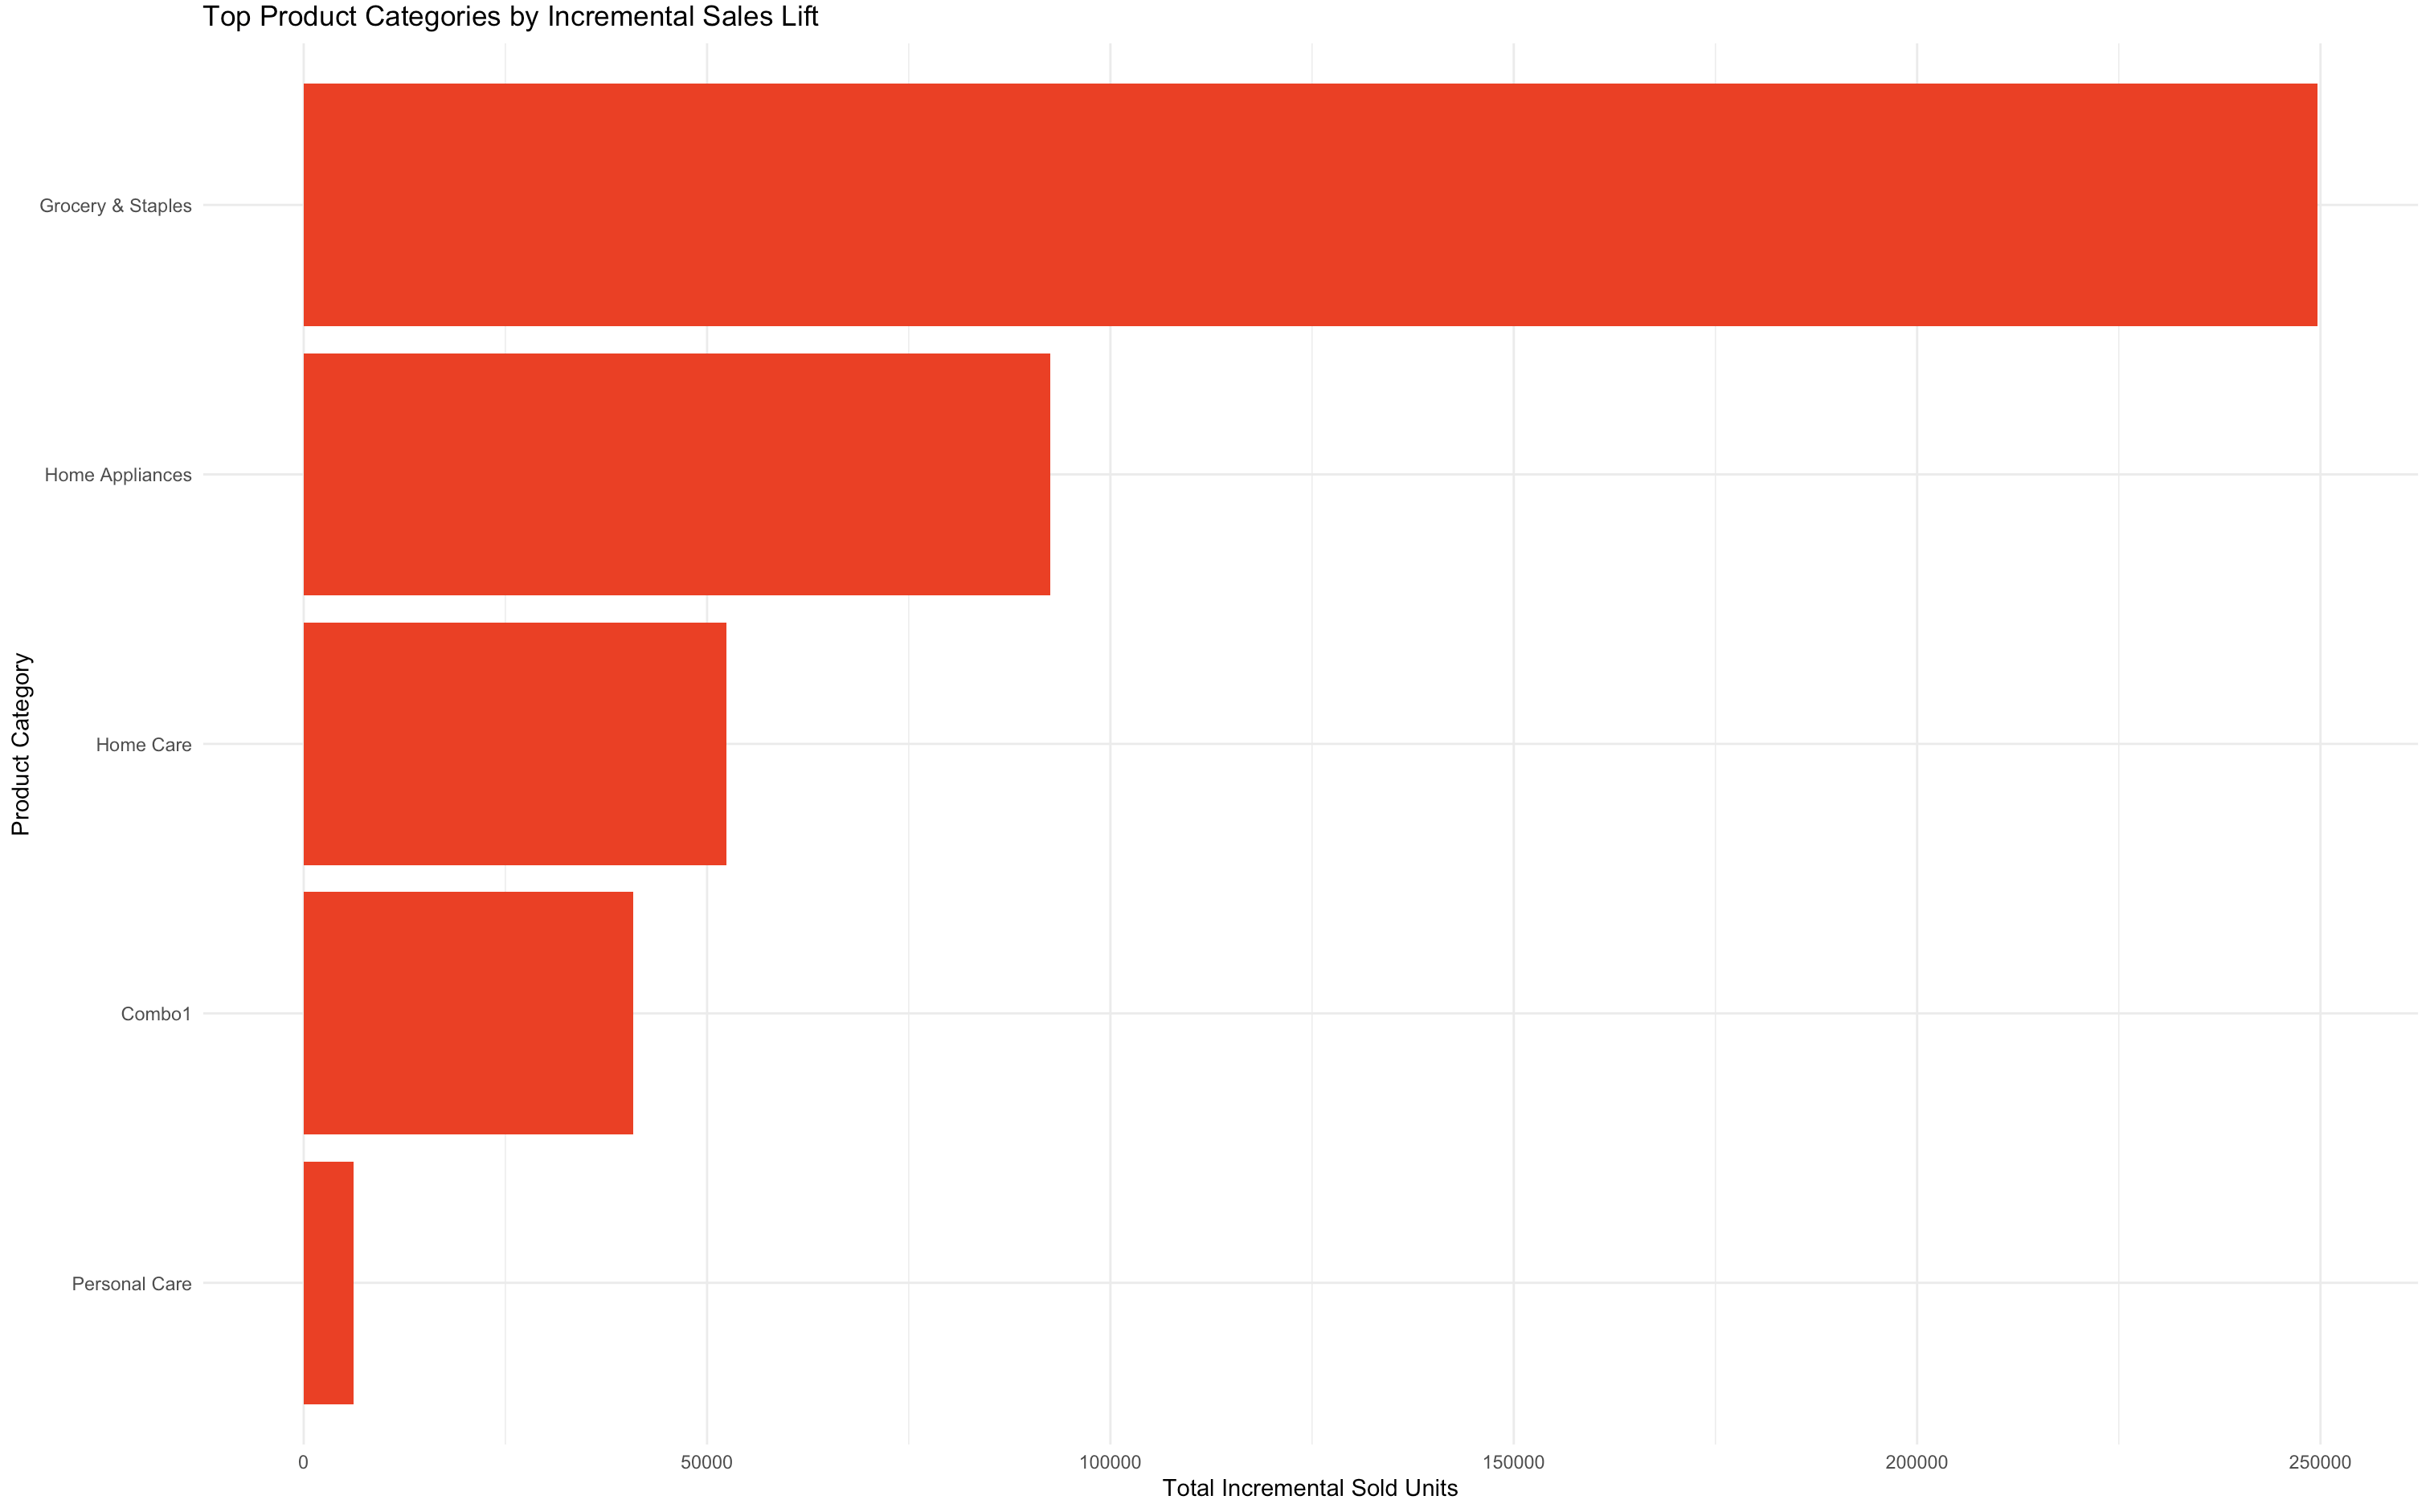 Top Product Categories by Incremental Sales Lift
Product Category
Grocery & Staples
Home Appliances
Home Care
Combo1
Personal Care
0 50000 100000 150000 200000 250000
Total Incremental Sold Units